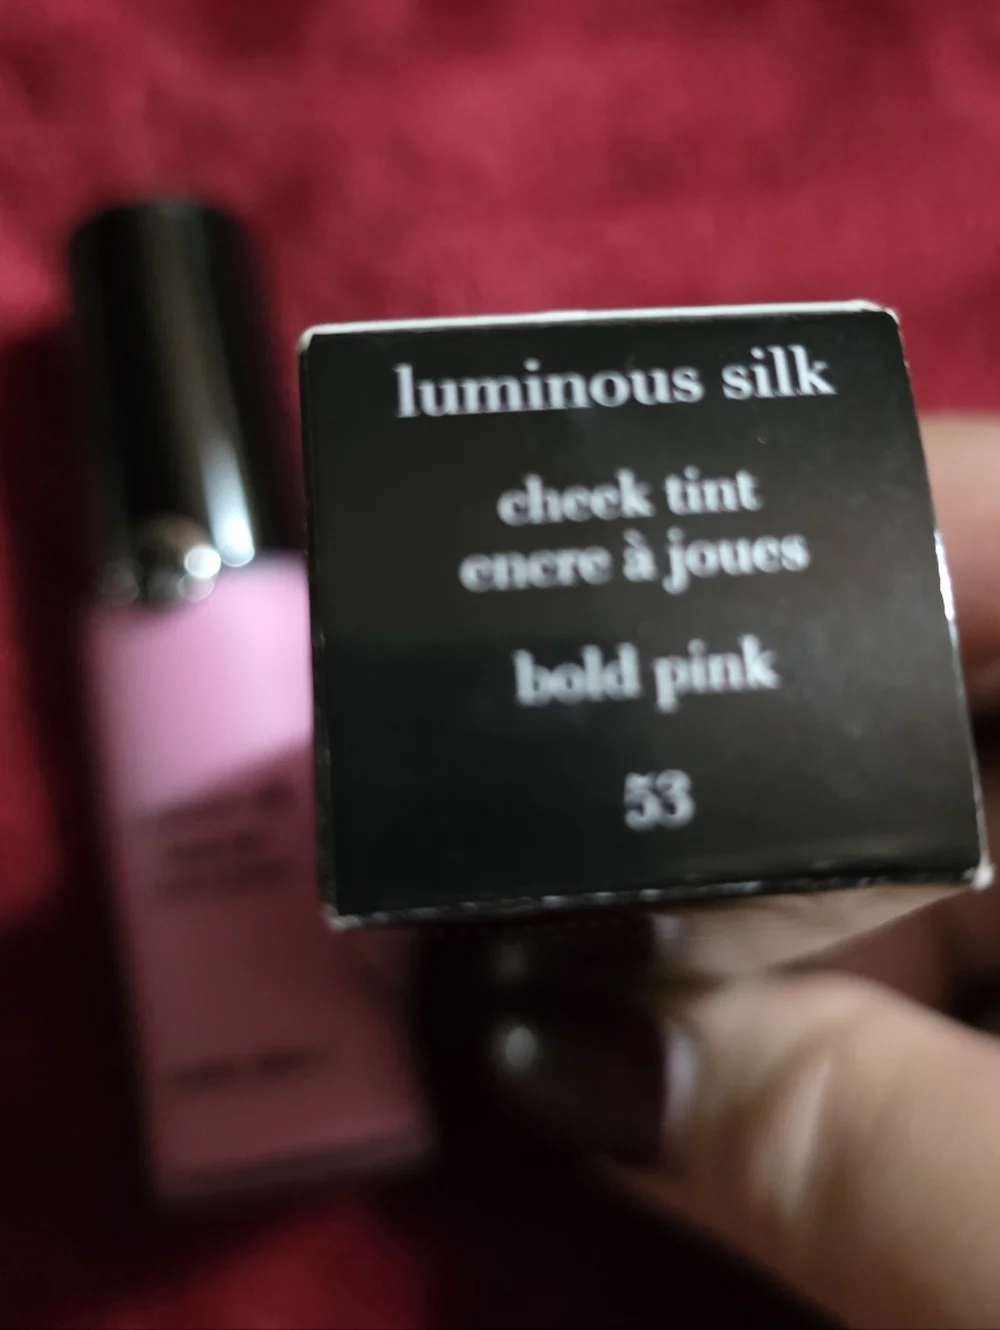 luminous silk
cheek tint
encre à joues
bold pink
53